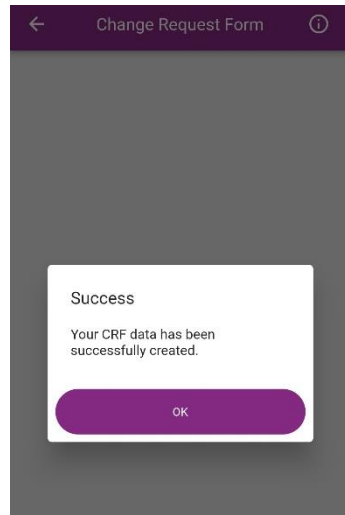 Change Request Form
Success
Your CRF data has been
successfully created.
OK